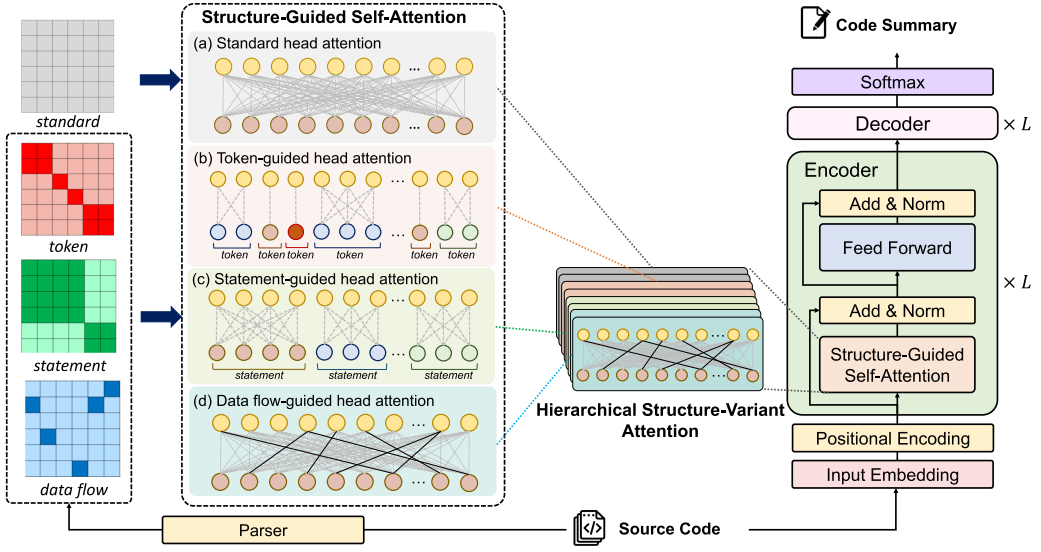 Structure-Guided Self-Attention
(a) Standard head attention
...
...
standard
(b) Token-guided head attention
...
...
token
token
token
token
token
token
token
(c) Statement-guided head attention
...
...
statement
statement
statement
statement
(d) Data flow-guided head attention
...
...
data flow
Parser
Source Code
...
...
Hierarchical Structure-Variant
Attention
Code Summary
Softmax
Decoder
× L
Encoder
Add & Norm
Feed Forward
× L
Add & Norm
Structure-Guided
Self-Attention
Positional Encoding
Input Embedding